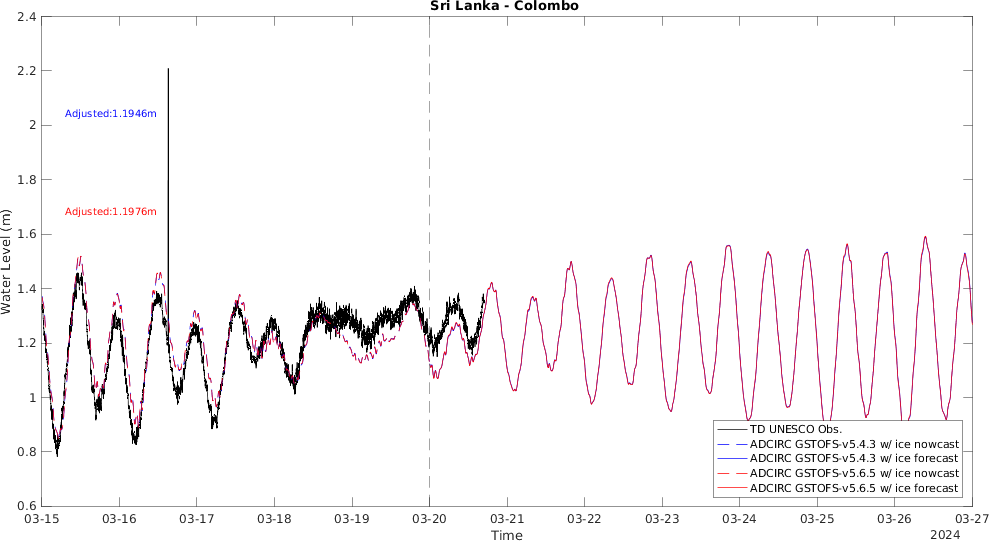 Sri Lanka - Colombo
2.4
2.2
2
1.8
1.6
1.4
1.2
1
0.8
0.6
Water Level (m)
Adjusted:1.1946m
Adjusted:1.1976m
TD UNESCO Obs.
ADCIRC GSTOFS-v5.4.3 w/ ice nowcast
ADCIRC GSTOFS-v5.4.3 w/ ice forecast
ADCIRC GSTOFS-v5.6.5 w/ ice nowcast
ADCIRC GSTOFS-v5.6.5 w/ ice forecast
03-15 03-16 03-17 03-18 03-19 03-20 03-21 03-22 03-23 03-24 03-25 03-26 03-27
Time
2024